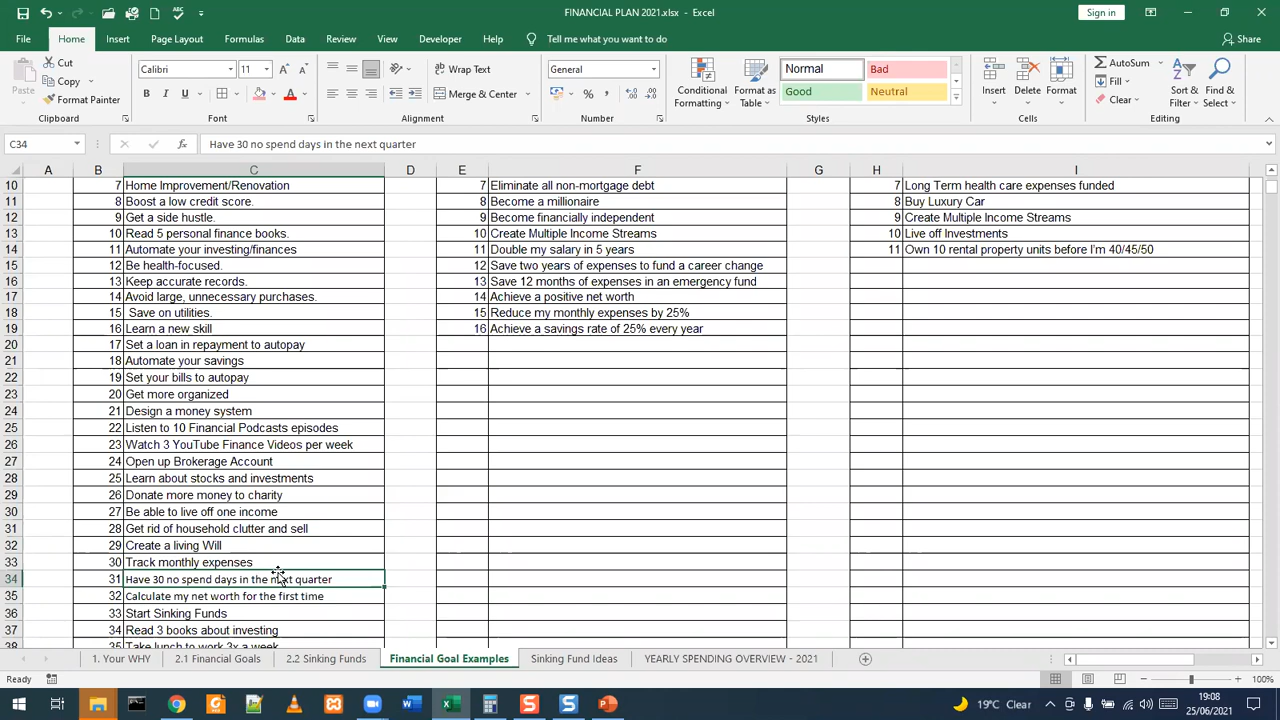 FINANCIAL PLAN 2021.xlsx - Excel
Sign in
File Home Insert Page Layout Formulas Data Review View Developer Help Tell me what you want to do Share
Paste
Cut
Copy
Format Painter
Clipboard
Calibri 11
B I U
Font
Wrap Text
Merge & Center
Alignment
General
Number
Conditional Formatting
Format as Table
Normal Bad
Good Neutral
Styles
Insert Delete Format
Cells
AutoSum
Fill
Clear
Sort & Filter
Find & Select
Editing
C34 fx Have 30 no spend days in the next quarter
A B C D E F G H I
10 7 Home Improvement/Renovation 7 Eliminate all non-mortgage debt 7 Long Term health care expenses funded
11 8 Boost a low credit score. 8 Become a millionaire 8 Buy Luxury Car
12 9 Get a side hustle. 9 Become financially independent 9 Create Multiple Income Streams
13 10 Read 5 personal finance books. 10 Create Multiple Income Streams 10 Live off Investments
14 11 Automate your investing/finances 11 Double my salary in 5 years 11 Own 10 rental property units before I'm 40/45/50
15 12 Be health-focused. 12 Save two years of expenses to fund a career change
16 13 Keep accurate records. 13 Save 12 months of expenses in an emergency fund
17 14 Avoid large, unnecessary purchases. 14 Achieve a positive net worth
18 15 Save on utilities. 15 Reduce my monthly expenses by 25%
19 16 Learn a new skill 16 Achieve a savings rate of 25% every year
20 17 Set a loan in repayment to autopay
21 18 Automate your savings
22 19 Set your bills to autopay
23 20 Get more organized
24 21 Design a money system
25 22 Listen to 10 Financial Podcasts episodes
26 23 Watch 3 YouTube Finance Videos per week
27 24 Open up Brokerage Account
28 25 Learn about stocks and investments
29 26 Donate more money to charity
30 27 Be able to live off one income
31 28 Get rid of household clutter and sell
32 29 Create a living Will
33 30 Track monthly expenses
34 31 Have 30 no spend days in the next quarter
35 32 Calculate my net worth for the first time
36 33 Start Sinking Funds
37 34 Read 3 books about investing
38 35 Take lunch to work 3x a week
1. Your WHY 2.1 Financial Goals 2.2 Sinking Funds Financial Goal Examples Sinking Fund Ideas YEARLY SPENDING OVERVIEW - 2021
Ready 100%
19°C Clear
19:08
25/06/2021